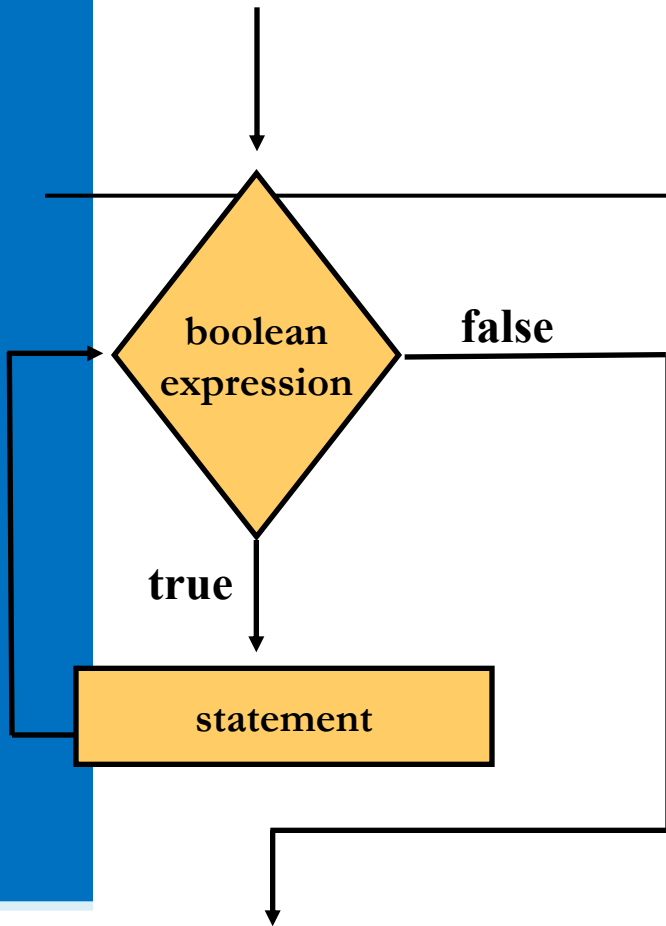 boolean
expression
false
true
statement